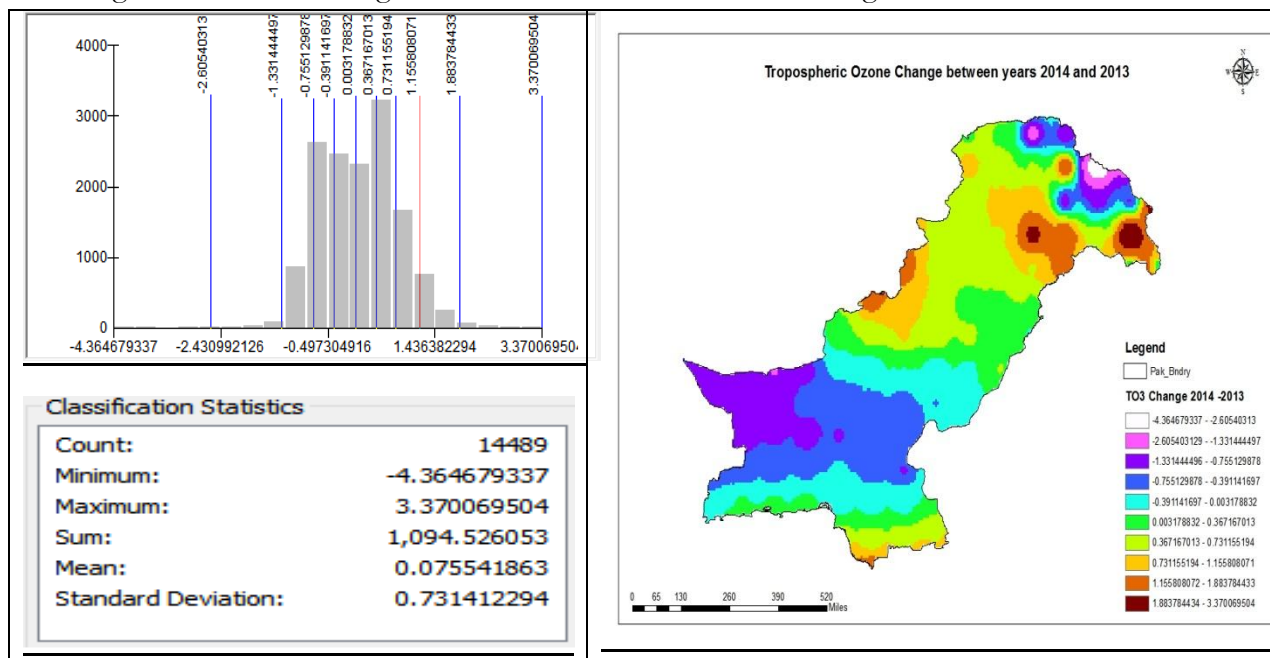 4000
3000
2000
1000
0
-2.60540313
-1.331444497
-0.755129878
-0.391141697
0.003178832
0.367167013
0.731155194
1.155808071
1.883784433
3.370069504
-4.364679337 -2.430992126 -0.497304916 1.436382294 3.370069504
Classification Statistics
Count: 14489
Minimum: -4.364679337
Maximum: 3.370069504
Sum: 1,094.526053
Mean: 0.075541863
Standard Deviation: 0.731412294
Tropospheric Ozone Change between years 2014 and 2013
N
W E
S
Legend
Pak_Bndry
TO3 Change 2014 -2013
-4.364679337 - -2.60540313
-2.605403129 - -1.331444497
-1.331444496 - -0.755129878
-0.755129878 - -0.391141697
-0.391141697 - 0.003178832
0.003178832 - 0.367167013
0.367167013 - 0.731155194
0.731155194 - 1.155808071
1.155808072 - 1.883784433
1.883784434 - 3.370069504
0 65 130 260 390 520
Miles